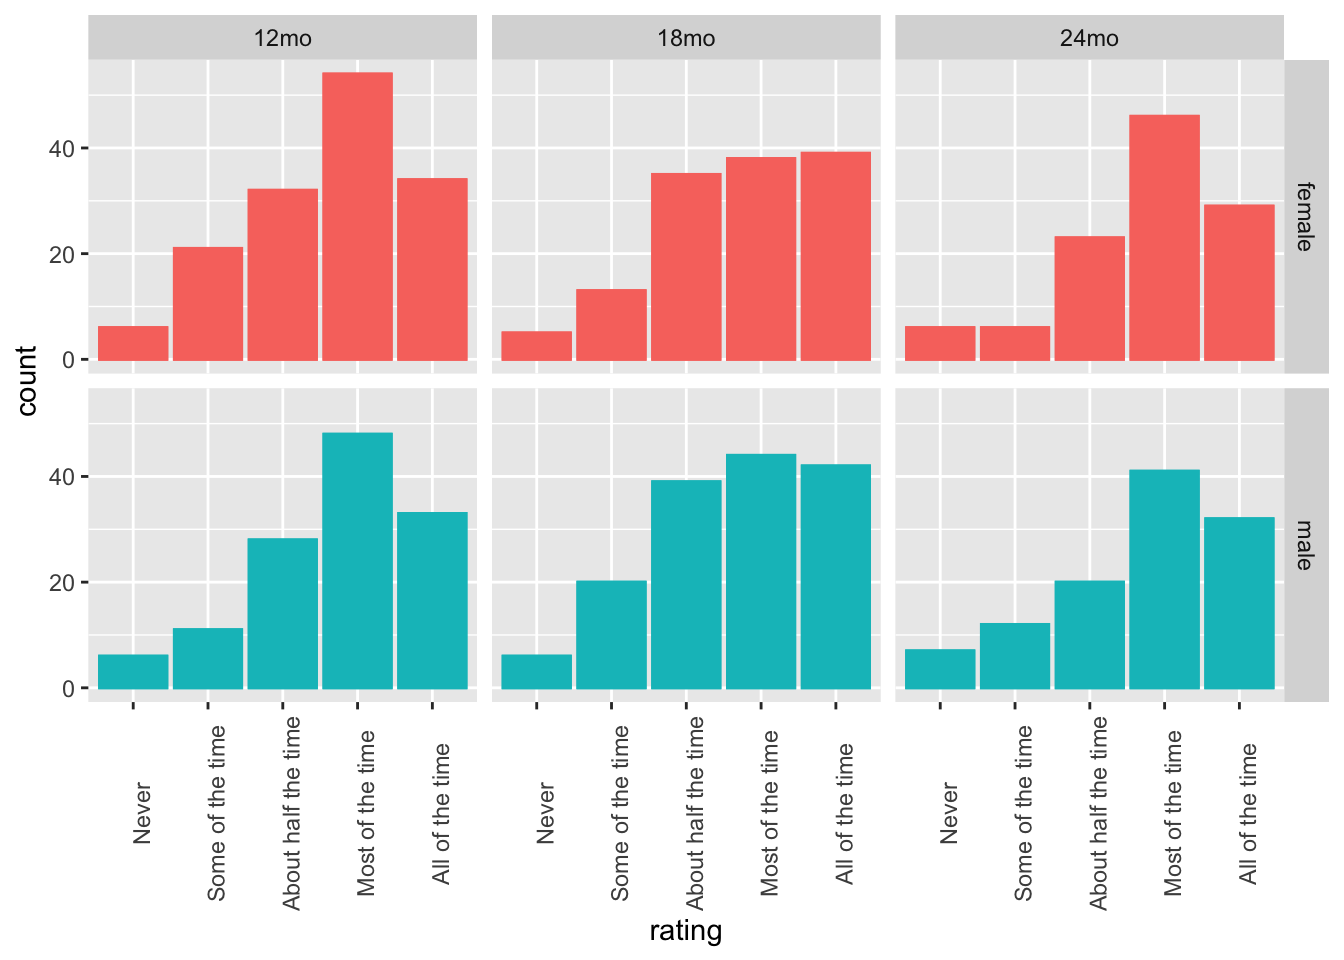 12mo
18mo
24mo
40
20
0
female
count
40
20
0
male
Never
Some of the time
About half the time
Most of the time
All of the time
Never
Some of the time
About half the time
Most of the time
All of the time
Never
Some of the time
About half the time
Most of the time
All of the time
rating